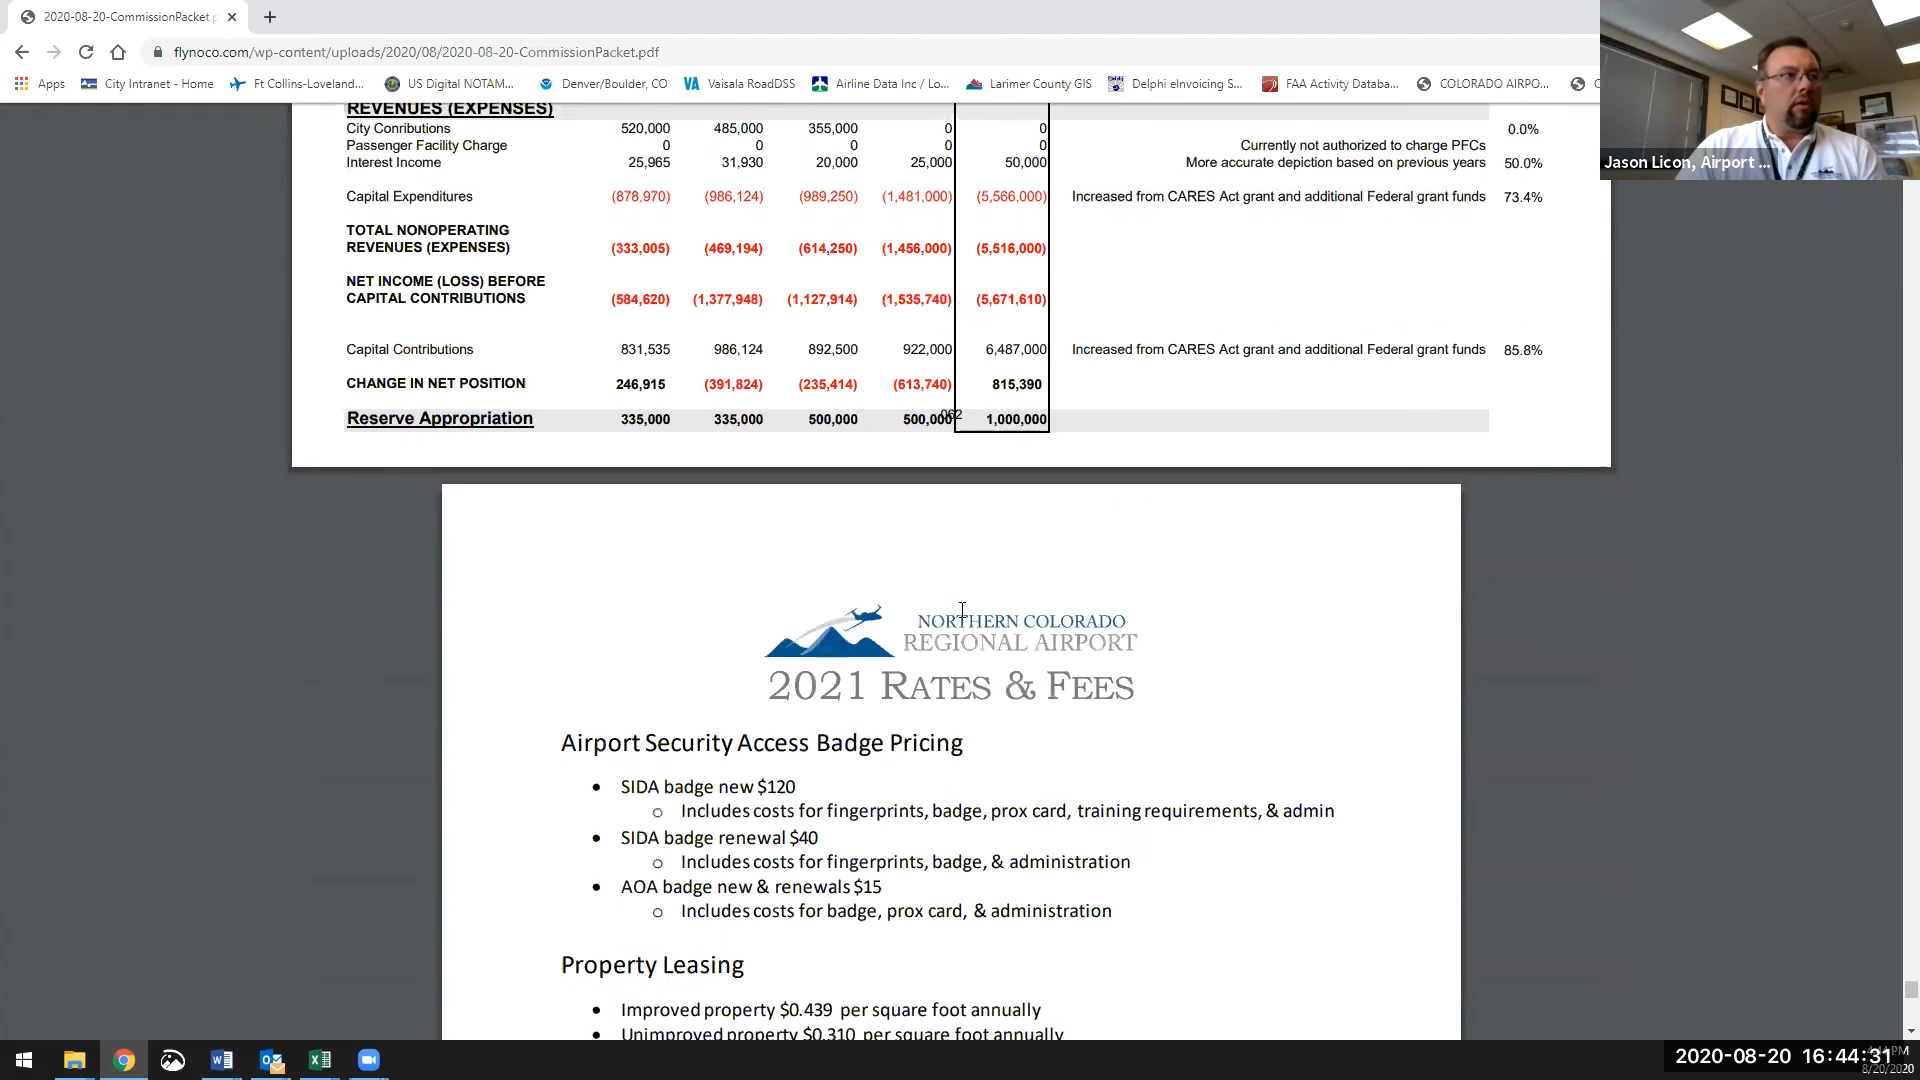 2020-08-20-CommissionPacket.p
flynoco.com/wp-content/uploads/2020/08/2020-08-20-CommissionPacket.pdf
Apps City Intranet - Home Ft Collins-Loveland... US Digital NOTAM... Denver/Boulder, CO Vaisala RoadDSS Airline Data Inc / Lo... Larimer County GIS Delphi eInvoicing S... FAA Activity Databa... COLORADO AIRPO...
Jason Licon, Airport ...
REVENUES (EXPENSES)
City Conributions 520,000 485,000 355,000 0 0 0.0%
Passenger Facility Charge 0 0 0 0 0 Currently not authorized to charge PFCs
Interest Income 25,965 31,930 20,000 25,000 50,000 More accurate depiction based on previous years 50.0%
Capital Expenditures (878,970) (986,124) (989,250) (1,481,000) (5,566,000) Increased from CARES Act grant and additional Federal grant funds 73.4%
TOTAL NONOPERATING
REVENUES (EXPENSES) (333,005) (469,194) (614,250) (1,456,000) (5,516,000)
NET INCOME (LOSS) BEFORE
CAPITAL CONTRIBUTIONS (584,620) (1,377,948) (1,127,914) (1,535,740) (5,671,610)
Capital Contributions 831,535 986,124 892,500 922,000 6,487,000 Increased from CARES Act grant and additional Federal grant funds 85.8%
CHANGE IN NET POSITION 246,915 (391,824) (235,414) (613,740) 815,390
Reserve Appropriation 335,000 335,000 500,000 500,000 1,000,000
062
NORTHERN COLORADO
REGIONAL AIRPORT
2021 RATES & FEES
Airport Security Access Badge Pricing
• SIDA badge new $120
o Includes costs for fingerprints, badge, prox card, training requirements, & admin
• SIDA badge renewal $40
o Includes costs for fingerprints, badge, & administration
• AOA badge new & renewals $15
o Includes costs for badge, prox card, & administration
Property Leasing
• Improved property $0.439 per square foot annually
• Unimproved property $0.310 per square foot annually
2020-08-20 16:44:31
8/20/2020